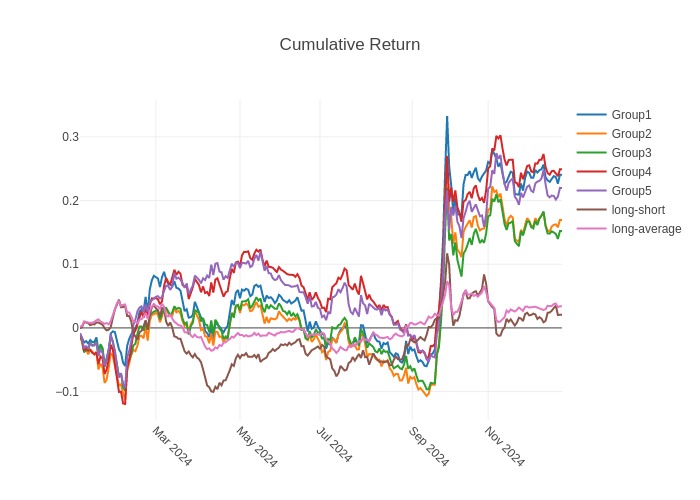 Cumulative Return
0.3
0.2
0.1
0
−0.1
Mar 2024
May 2024
Jul 2024
Sep 2024
Nov 2024
Group1
Group2
Group3
Group4
Group5
long-short
long-average